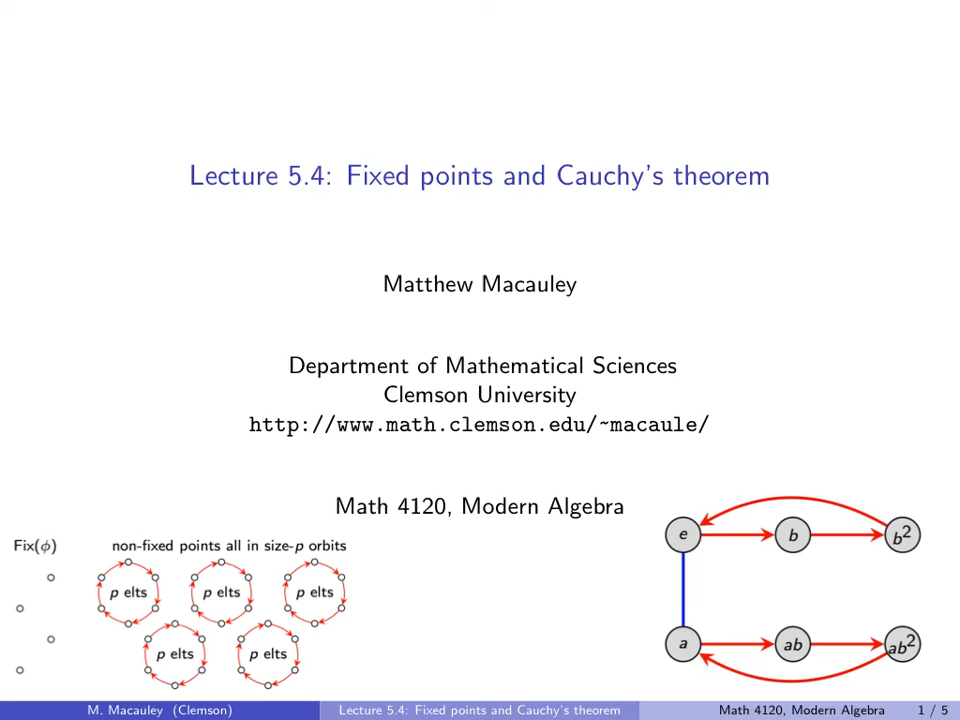 Lecture 5.4: Fixed points and Cauchy's theorem
Matthew Macauley
Department of Mathematical Sciences
Clemson University
http://www.math.clemson.edu/~macaule/
Math 4120, Modern Algebra
Fix(ϕ)
non-fixed points all in size-p orbits
p elts
p elts
p elts
p elts
p elts
e
b
b²
a
ab
ab²
M. Macauley (Clemson)
Lecture 5.4: Fixed points and Cauchy's theorem
Math 4120, Modern Algebra
1 / 5